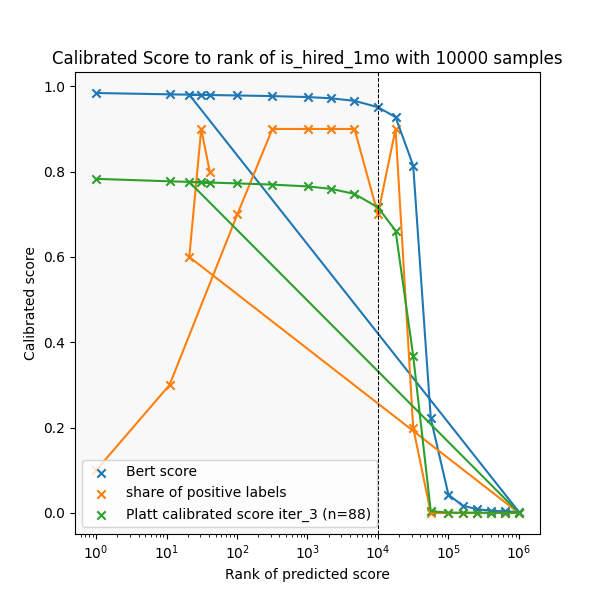 Calibrated Score to rank of is_hired_1mo with 10000 samples
1.0
0.8
0.6
0.4
0.2
0.0
Calibrated score
Bert score
share of positive labels
Platt calibrated score iter_3 (n=88)
10⁰ 10¹ 10² 10³ 10⁴ 10⁵ 10⁶
Rank of predicted score